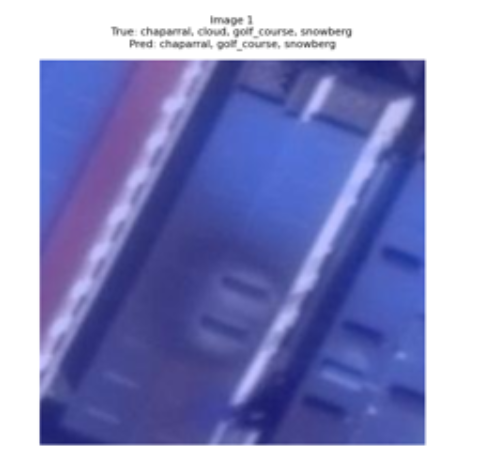 Image 1
True: chaparral, cloud, golf_course, snowberg
Pred: chaparral, golf_course, snowberg